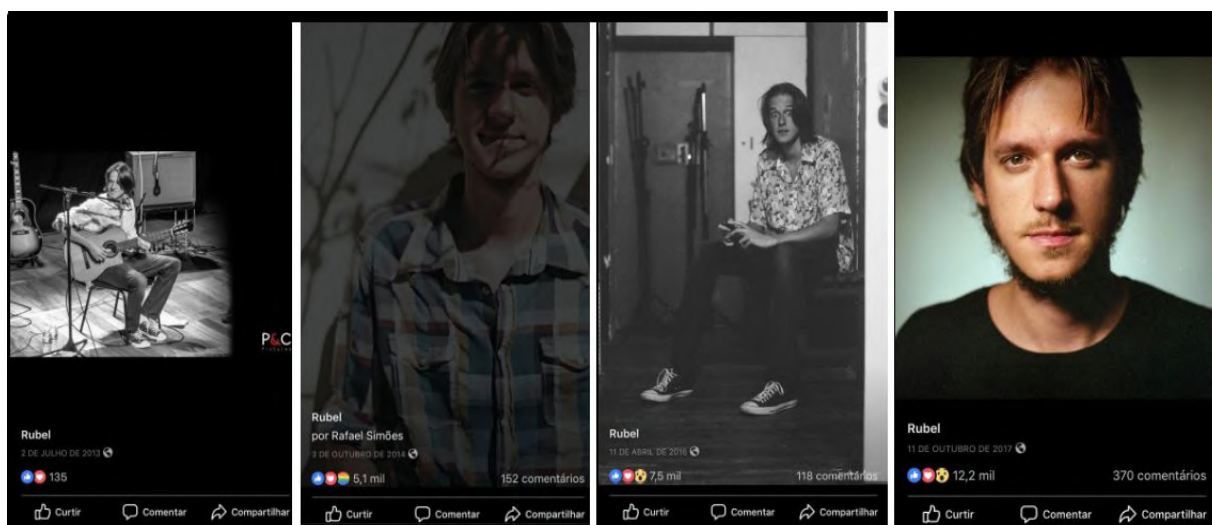 P&C
Rubel
2 DE JULHO DE 2013
135
Curtir
Comentar
Compartilhar
Rubel
por Rafael Simões
3 DE OUTUBRO DE 2014
5,1 mil
152 comentários
Curtir
Comentar
Compartilhar
Rubel
11 DE ABRIL DE 2016
7,5 mil
118 comentários
Curtir
Comentar
Compartilhar
Rubel
11 DE OUTUBRO DE 2017
12,2 mil
370 comentários
Curtir
Comentar
Compartilhar